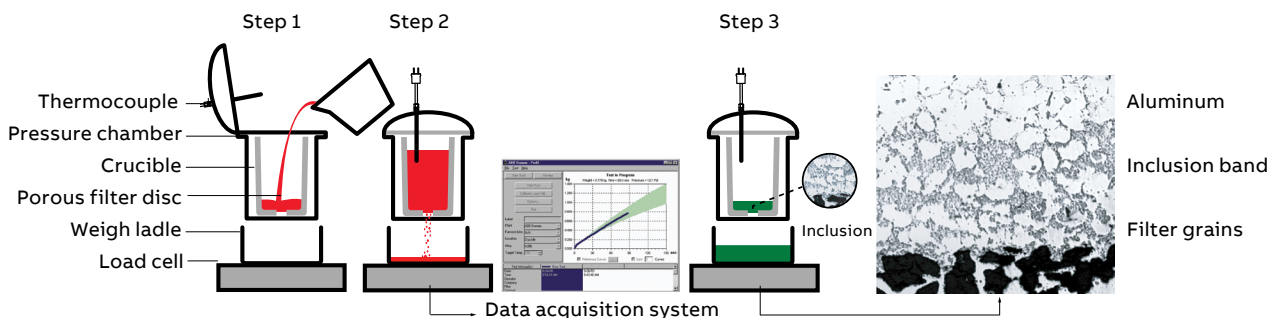 Step 1
Step 2
Step 3
Thermocouple
Pressure chamber
Crucible
Porous filter disc
Weigh ladle
Load cell
Test in Progress
kg
Inclusion
Data acquisition system
Aluminum
Inclusion band
Filter grains